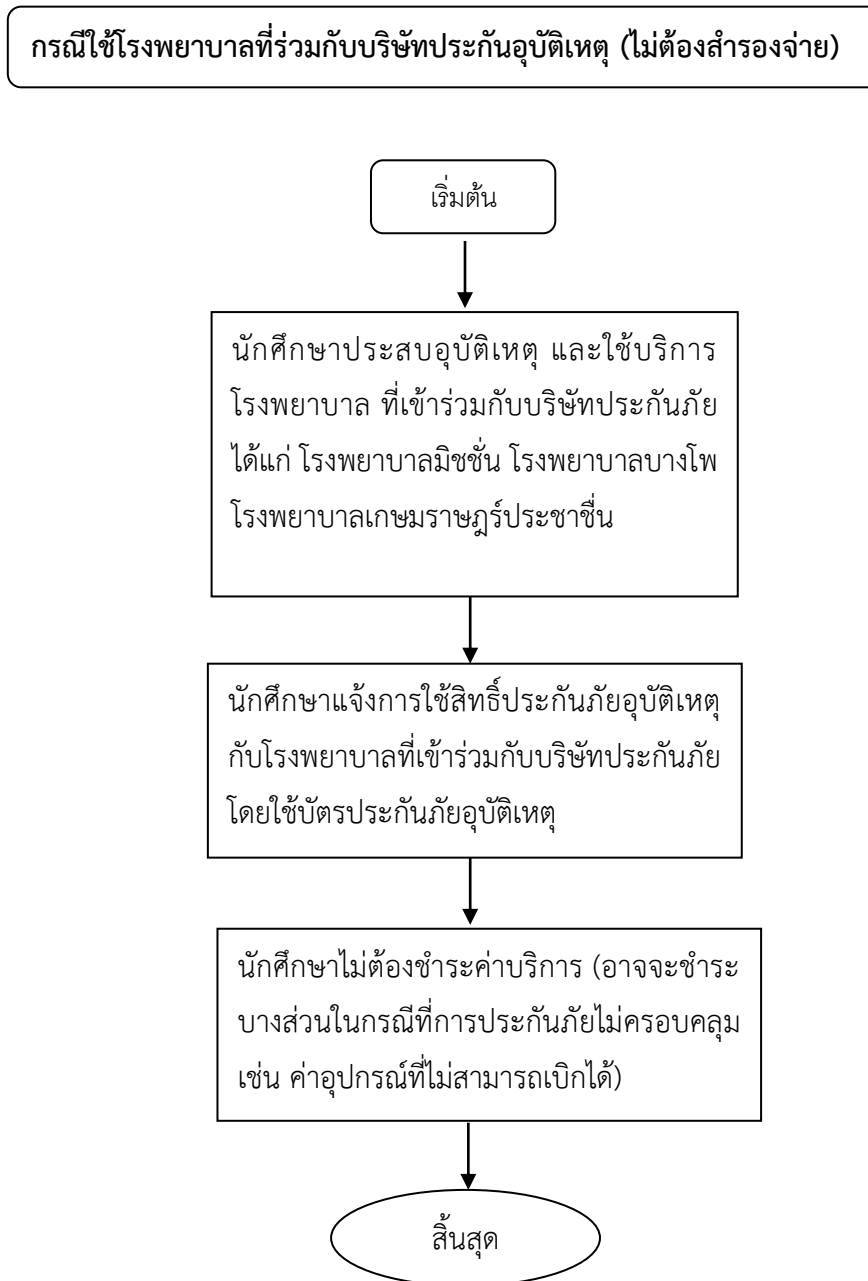 กรณีใช้โรงพยาบาลที่ร่วมกับบริษัทประกันอุบัติเหตุ (ไม่ต้องสำรองจ่าย)
เริ่มต้น
นักศึกษาประสบอุบัติเหตุ และใช้บริการ
โรงพยาบาล ที่เข้าร่วมกับบริษัทประกันภัย
ได้แก่ โรงพยาบาลมิชชั่น โรงพยาบาลบางโพ
โรงพยาบาลเกษมราษฎร์ประชาชื่น
นักศึกษาแจ้งการใช้สิทธิ์ประกันภัยอุบัติเหตุ
กับโรงพยาบาลที่เข้าร่วมกับบริษัทประกันภัย
โดยใช้บัตรประกันภัยอุบัติเหตุ
นักศึกษาไม่ต้องชำระค่าบริการ (อาจจะชำระ
บางส่วนในกรณีที่การประกันภัยไม่ครอบคลุม
เช่น ค่าอุปกรณ์ที่ไม่สามารถเบิกได้)
สิ้นสุด